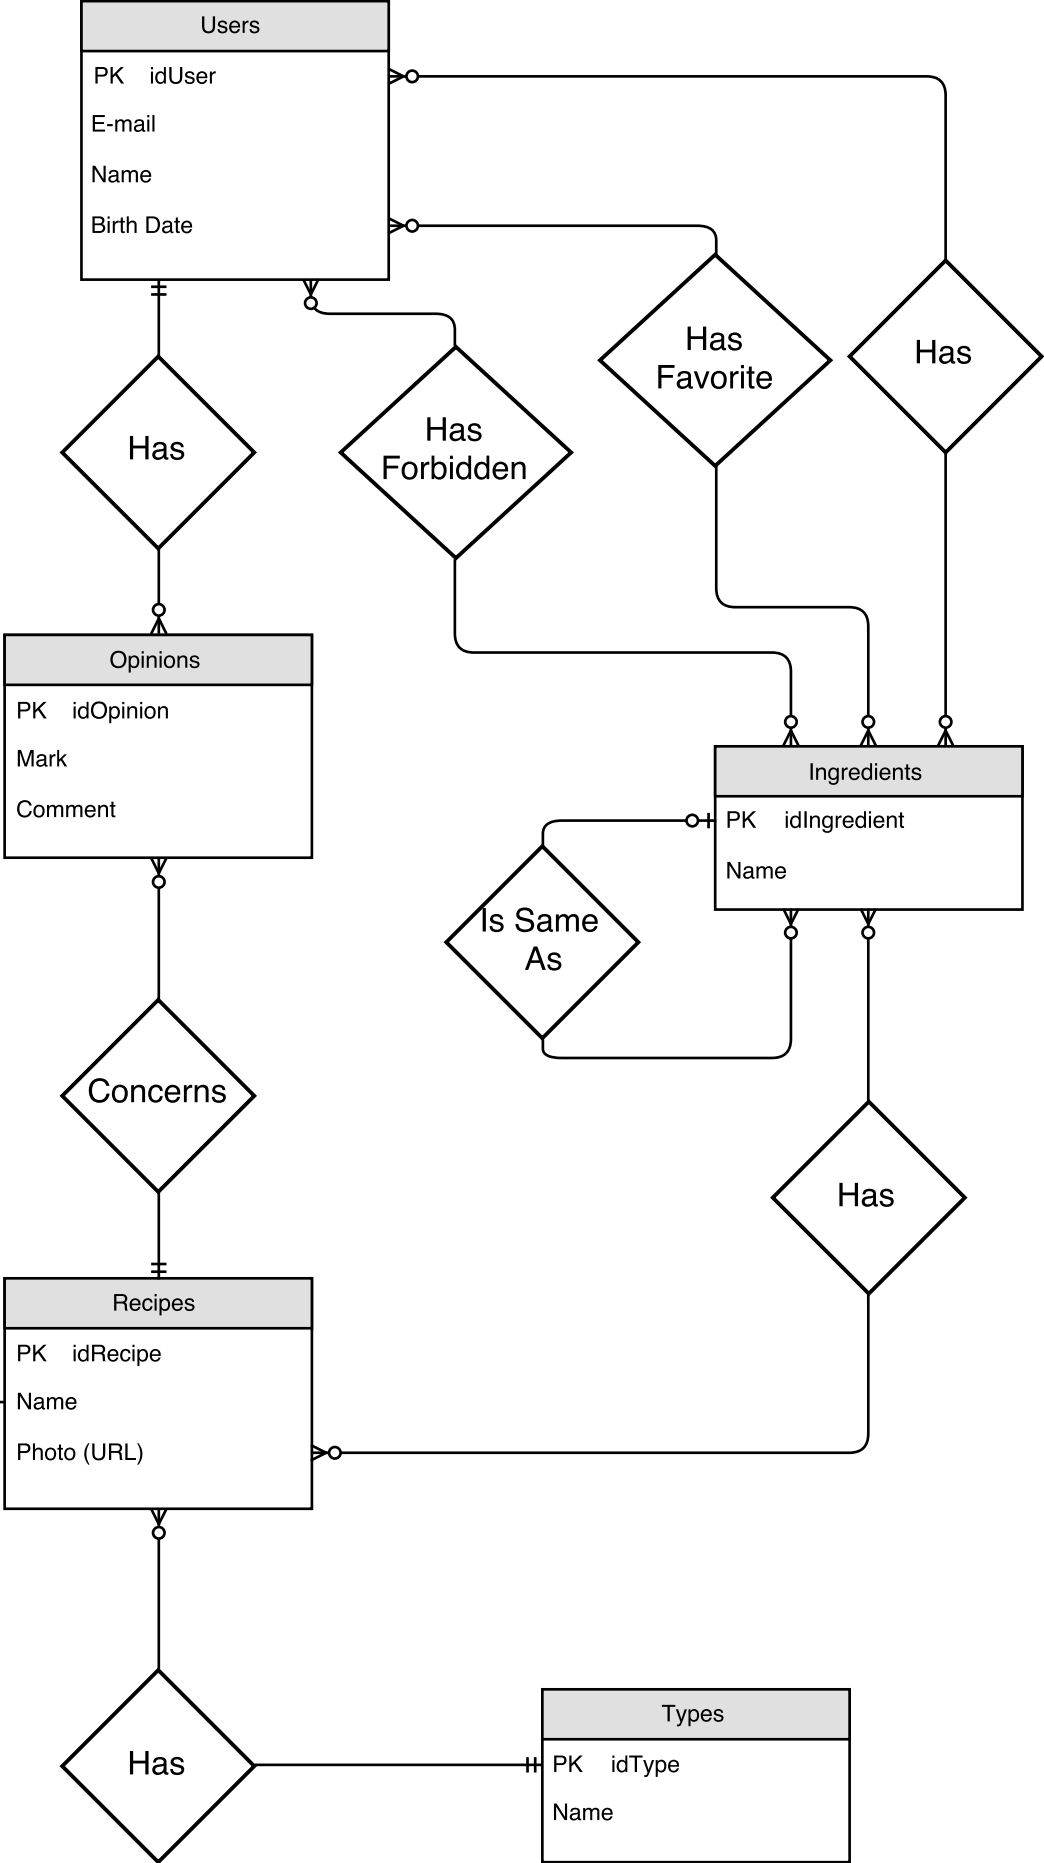 Users
PK idUser
E-mail
Name
Birth Date
Has
Favorite
Has
Has
Forbidden
Has
Opinions
PK idOpinion
Mark
Comment
Ingredients
PK idIngredient
Name
Is Same
As
Concerns
Has
Recipes
PK idRecipe
Name
Photo (URL)
Has
Types
PK idType
Name